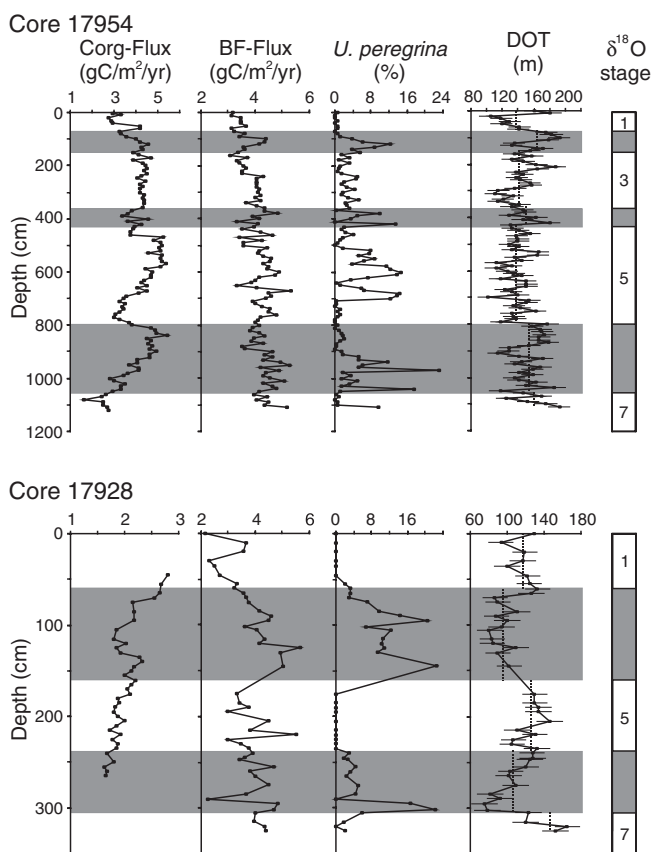 Core 17954
Corg-Flux BF-Flux U. peregrina DOT δ18O
(gC/m2/yr) (gC/m2/yr) (%) (m) stage
1 3 5 2 4 6 0 8 16 24 80 120 160 200
0
200
400
600
800
1000
1200
Depth (cm)
1
3
5
7
Core 17928
1 2 3 2 4 6 0 8 16 24 60 100 140 180
0
100
200
300
Depth (cm)
1
5
7